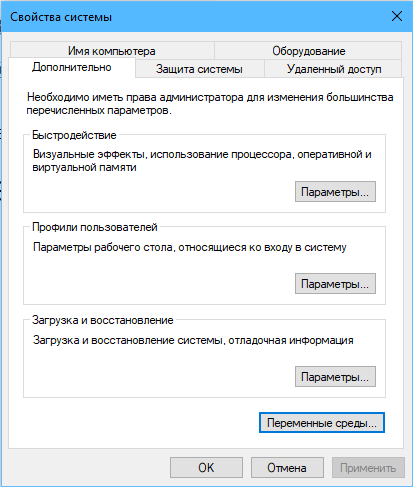 Свойства системы
Имя компьютера
Оборудование
Дополнительно
Защита системы
Удаленный доступ
Необходимо иметь права администратора для изменения большинства
перечисленных параметров.
Быстродействие
Визуальные эффекты, использование процессора, оперативной и
виртуальной памяти
Параметры...
Профили пользователей
Параметры рабочего стола, относящиеся ко входу в систему
Параметры...
Загрузка и восстановление
Загрузка и восстановление системы, отладочная информация
Параметры...
Переменные среды...
ОК
Отмена
Применить